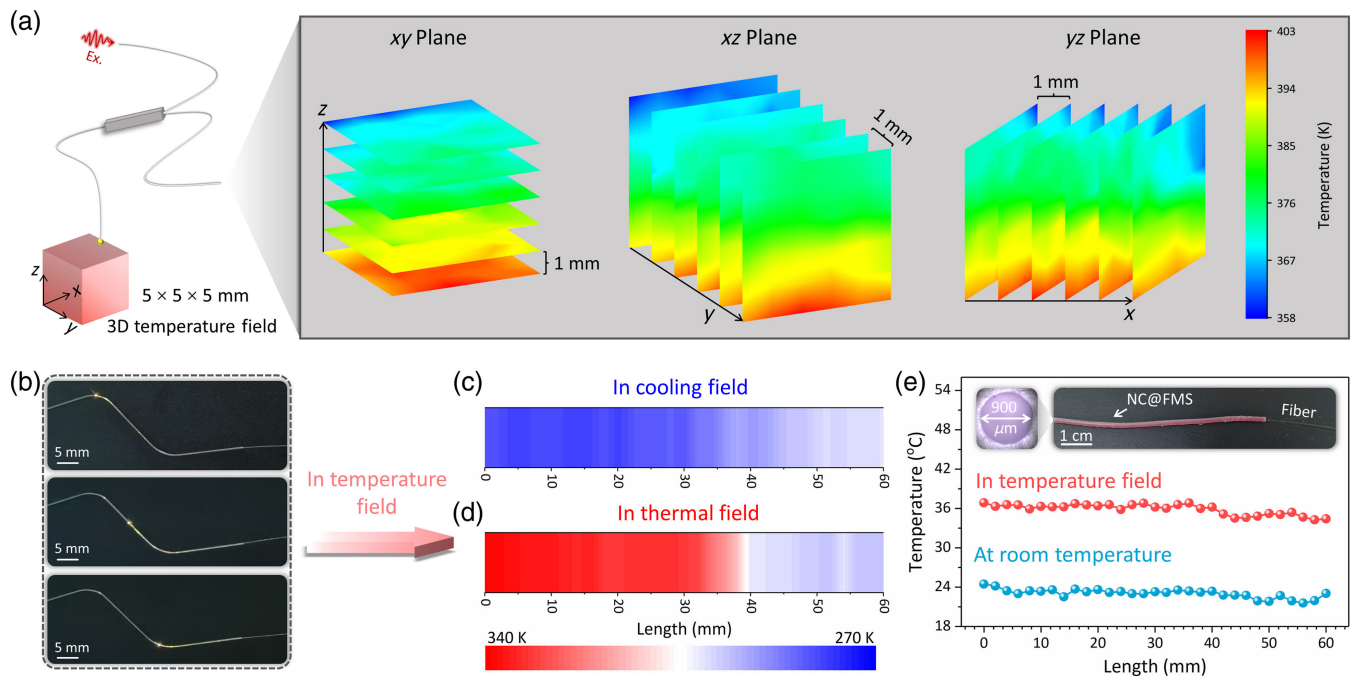 (a)
Ex.
z
x
y
5 × 5 × 5 mm
3D temperature field
xy Plane
z
1 mm
xz Plane
1 mm
y
yz Plane
1 mm
x
403
394
385
376
367
358
Temperature (K)
(b)
5 mm
5 mm
5 mm
In temperature
field
(c)
In cooling field
0 10 20 30 40 50 60
(d)
In thermal field
0 10 20 30 40 50 60
Length (mm)
340 K 270 K
(e)
Temperature (°C)
54
48
42
36
30
24
18
900
μm
NC@FMS
Fiber
1 cm
In temperature field
At room temperature
0 10 20 30 40 50 60
Length (mm)